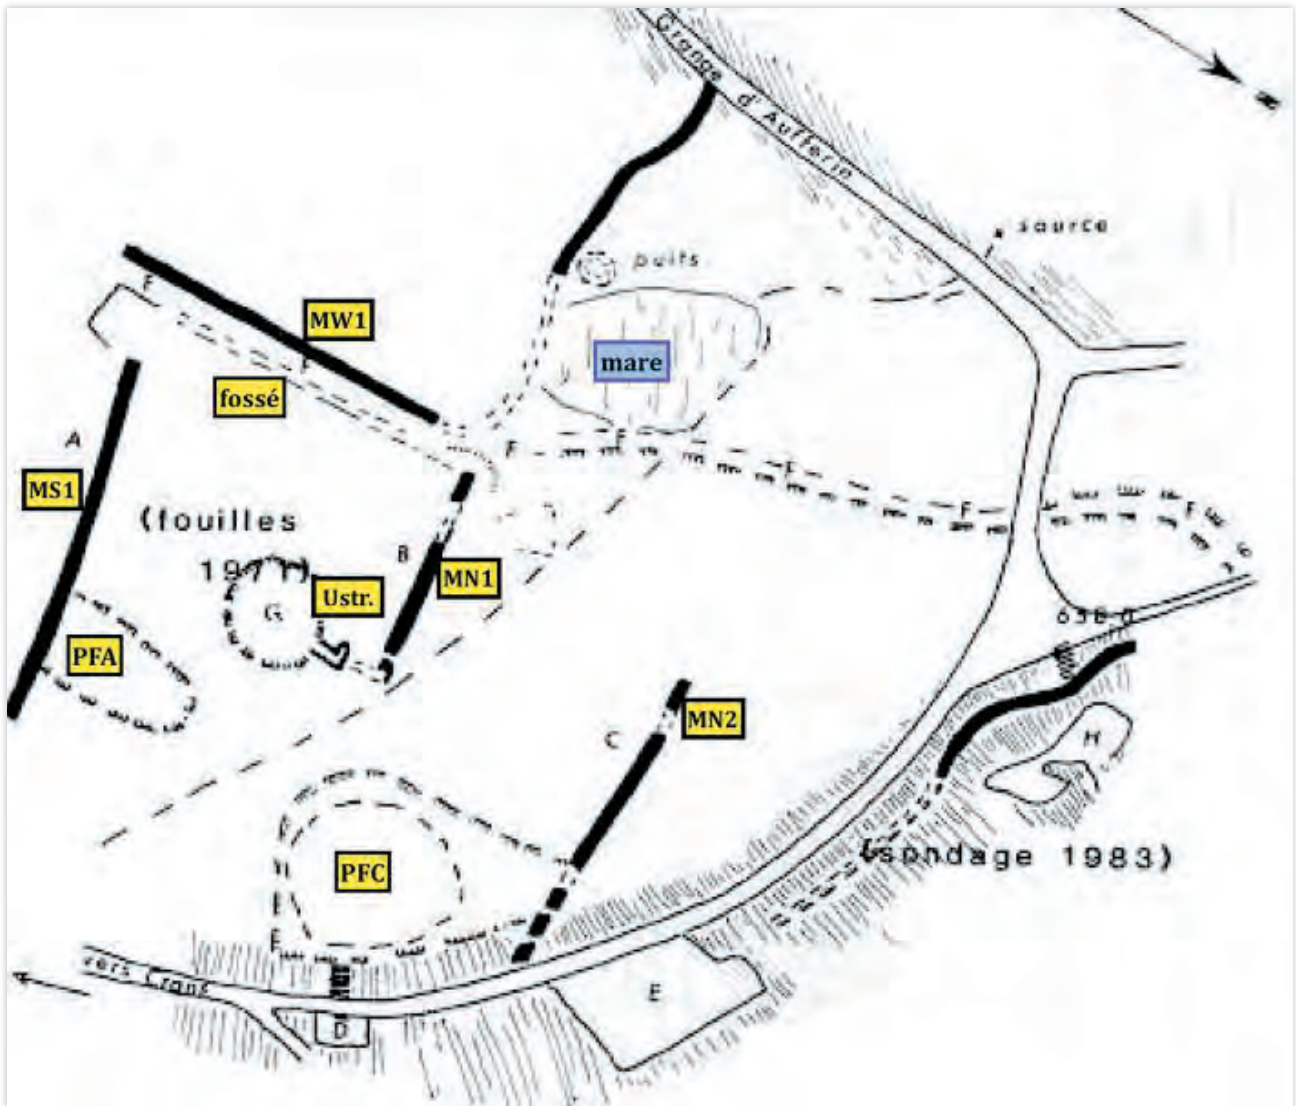 Grange d'Aufferin
N
source
puits
F
MW1
mare
fossé
F
F
A
F
MS1
F
(fouilles
1971)
F
F
B
MN1
Ustr.
G
G
PFA
MN2
C
H
(sondage 1983)
PFC
vers Crans
E
D